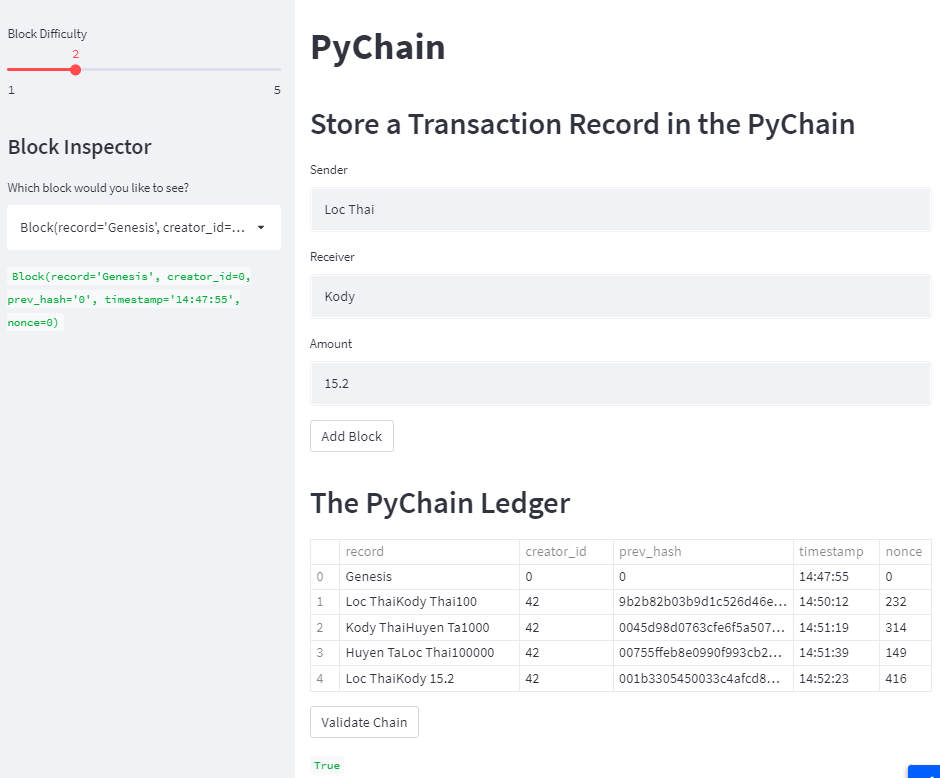 Block Difficulty
2
1 5
Block Inspector
Which block would you like to see?
Block(record='Genesis', creator_id=...
Block(record='Genesis', creator_id=0,
prev_hash='0', timestamp='14:47:55',
nonce=0)
PyChain
Store a Transaction Record in the PyChain
Sender
Loc Thai
Receiver
Kody
Amount
15.2
Add Block
The PyChain Ledger
record creator_id prev_hash timestamp nonce
0 Genesis 0 0 14:47:55 0
1 Loc ThaiKody Thai100 42 9b2b82b03b9d1c526d46e... 14:50:12 232
2 Kody ThaiHuyen Ta1000 42 0045d98d0763cfe6f5a507... 14:51:19 314
3 Huyen TaLoc Thai100000 42 00755ffeb8e0990f993cb2... 14:51:39 149
4 Loc ThaiKody 15.2 42 001b3305450033c4afcd8... 14:52:23 416
Validate Chain
True